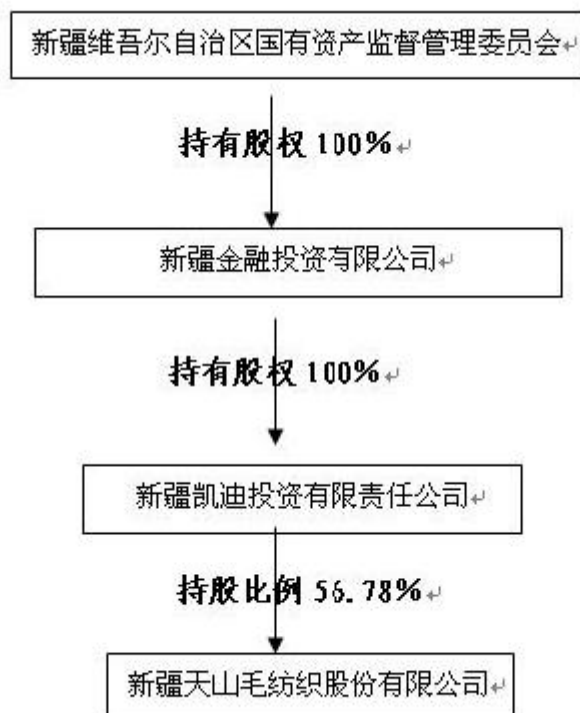 新疆维吾尔自治区国有资产监督管理委员会
持有股权 100%
新疆金融投资有限公司
持有股权 100%
新疆凯迪投资有限责任公司
持股比例 56.78%
新疆天山毛纺织股份有限公司